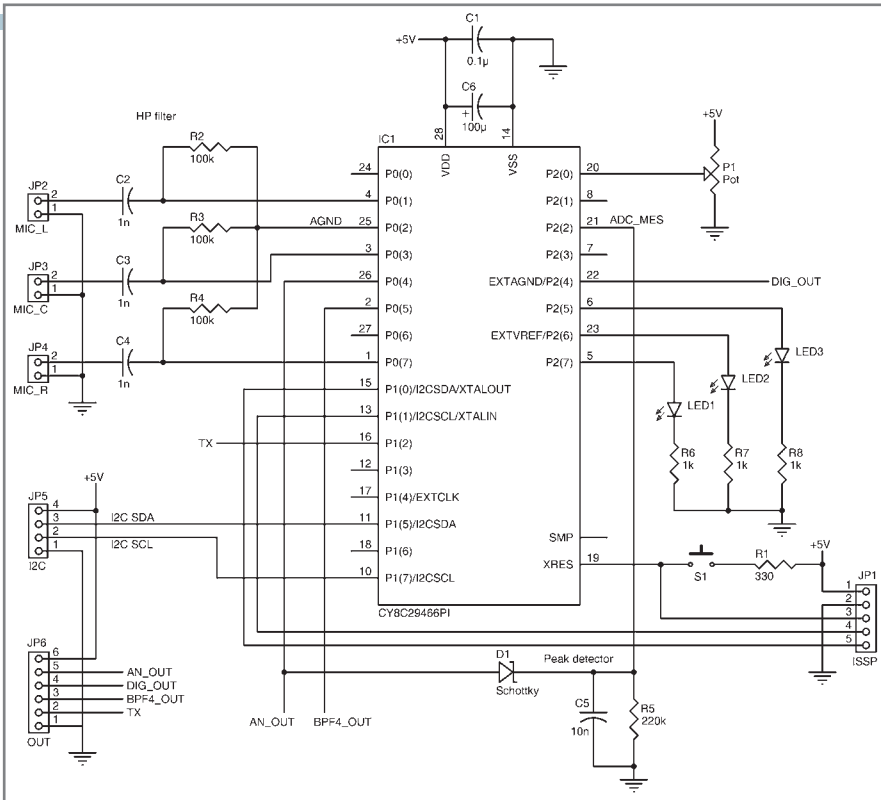 C1
+5V
0.1µ
C6
+
100µ
HP filter
+5V
R2
100k
IC1
28
14
VDD
VSS
P1
Pot
24 P0(0)
P2(0) 20
JP2
2
1
MIC_L
C2
1n
4 P0(1)
P2(1) 8
R3
100k
AGND
25 P0(2)
P2(2) 21
ADC_MES
3 P0(3)
P2(3) 7
JP3
2
1
MIC_C
C3
1n
26 P0(4)
EXTAGND/P2(4) 22
DIG_OUT
R4
100k
2 P0(5)
P2(5) 6
27 P0(6)
EXTVREF/P2(6) 23
JP4
2
1
MIC_R
C4
1n
1 P0(7)
P2(7) 5
LED3
LED2
LED1
15 P1(0)/I2CSDA/XTALOUT
13 P1(1)/I2CSCL/XTALIN
TX
16 P1(2)
12 P1(3)
17 P1(4)/EXTCLK
11 P1(5)/I2CSDA
18 P1(6)
10 P1(7)/I2CSCL
R6
1k
R7
1k
R8
1k
SMP
XRES 19
CY8C29466PI
+5V
JP5
4
3
2
1
I2C
I2C SDA
I2C SCL
S1
R1
330
+5V
JP1
1
2
3
4
5
ISSP
JP6
6
5
4
3
2
1
OUT
AN_OUT
DIG_OUT
BPF4_OUT
TX
D1
Schottky
Peak detector
AN_OUT
BPF4_OUT
C5
10n
R5
220k